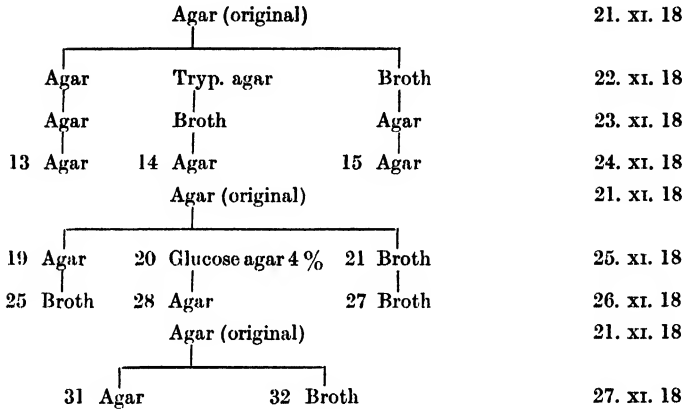 Agar (original) 21. XI. 18
Agar Tryp. agar Broth 22. XI. 18
Agar Broth Agar 23. XI. 18
13 Agar 14 Agar 15 Agar 24. XI. 18
Agar (original) 21. XI. 18
19 Agar 20 Glucose agar 4 % 21 Broth 25. XI. 18
25 Broth 28 Agar 27 Broth 26. XI. 18
Agar (original) 21. XI. 18
31 Agar 32 Broth 27. XI. 18